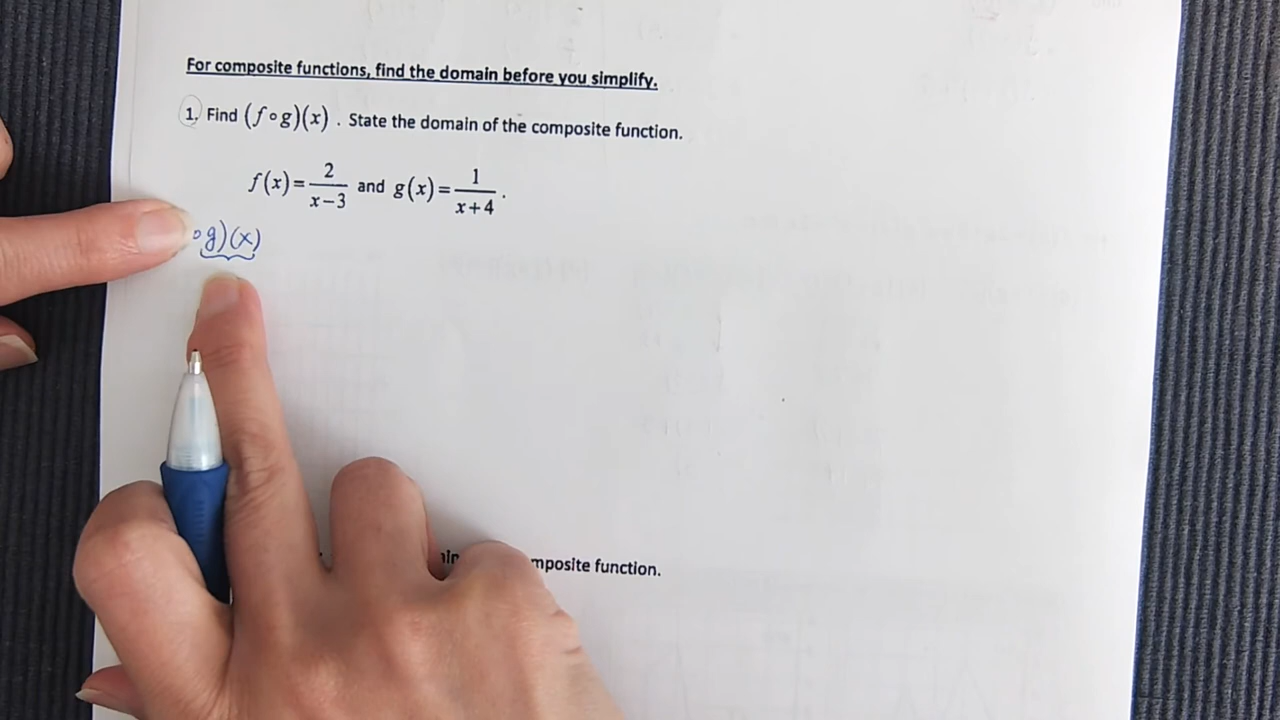 For composite functions, find the domain before you simplify.
1. Find (f∘g)(x). State the domain of the composite function.
f(x)=2/(x−3) and g(x)=1/(x+4).
∘g)(x)
composite function.